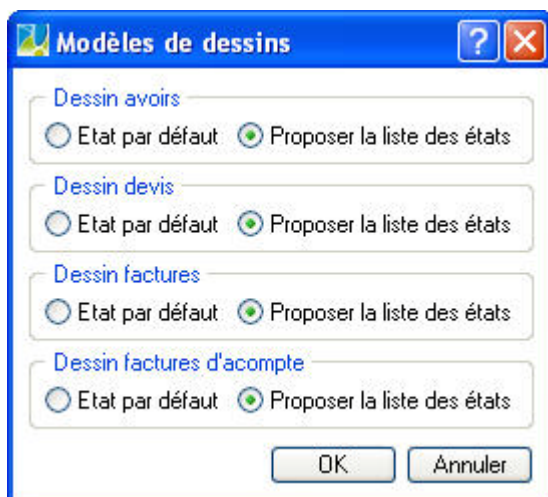 Modèles de dessins
Dessin avoirs
Etat par défaut Proposer la liste des états
Dessin devis
Etat par défaut Proposer la liste des états
Dessin factures
Etat par défaut Proposer la liste des états
Dessin factures d'acompte
Etat par défaut Proposer la liste des états
OK Annuler